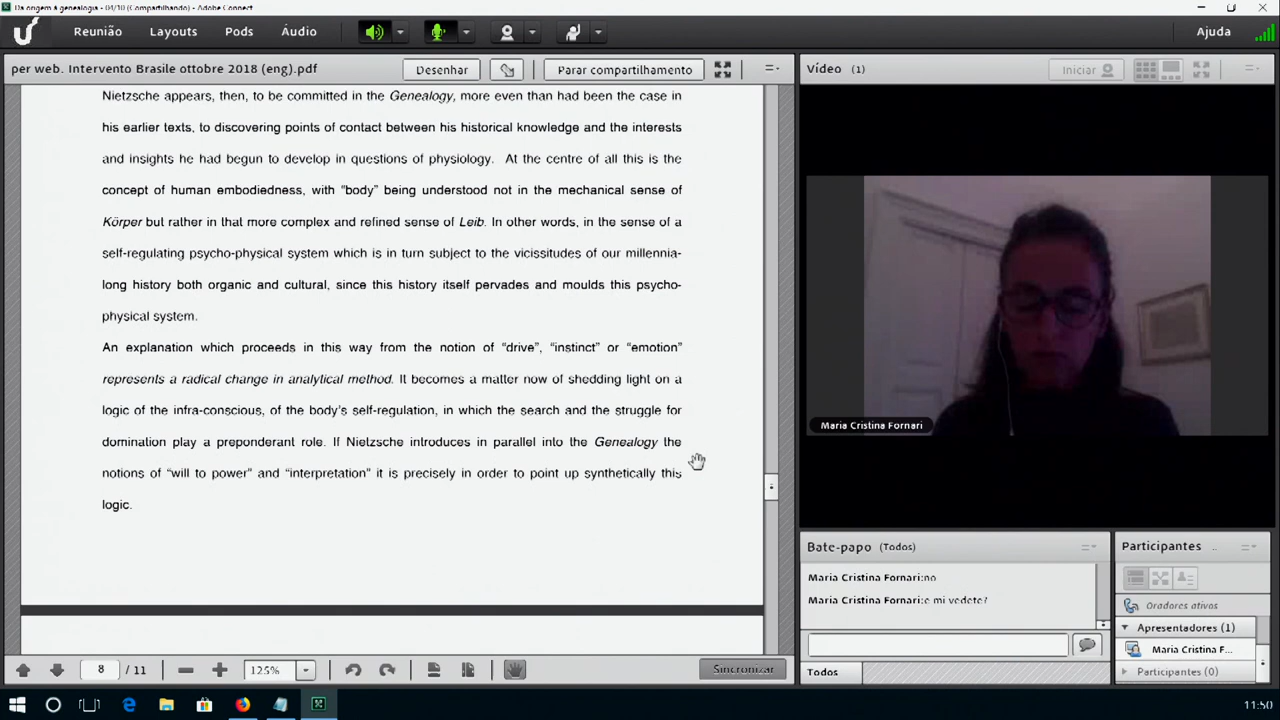 Da origem à genealogia - 04/10 (Compartilhando) - Adobe Connect
Reunião Layouts Pods Áudio Ajuda
per web. Intervento Brasile ottobre 2018 (eng).pdf
Desenhar
Parar compartilhamento
Nietzsche appears, then, to be committed in the Genealogy, more even than had been the case in
his earlier texts, to discovering points of contact between his historical knowledge and the interests
and insights he had begun to develop in questions of physiology. At the centre of all this is the
concept of human embodiedness, with “body” being understood not in the mechanical sense of
Körper but rather in that more complex and refined sense of Leib. In other words, in the sense of a
self-regulating psycho-physical system which is in turn subject to the vicissitudes of our millennia-
long history both organic and cultural, since this history itself pervades and moulds this psycho-
physical system.
An explanation which proceeds in this way from the notion of “drive”, “instinct” or “emotion”
represents a radical change in analytical method. It becomes a matter now of shedding light on a
logic of the infra-conscious, of the body’s self-regulation, in which the search and the struggle for
domination play a preponderant role. If Nietzsche introduces in parallel into the Genealogy the
notions of “will to power” and “interpretation” it is precisely in order to point up synthetically this
logic.
8 / 11
125%
Sincronizar
Vídeo (1)
Iniciar
Maria Cristina Fornari
Bate-papo (Todos)
Maria Cristina Fornari:no
Maria Cristina Fornari:e mi vedete?
Todos
Participantes ..
Oradores ativos
Apresentadores (1)
Maria Cristina F...
Participantes (0)
11:50